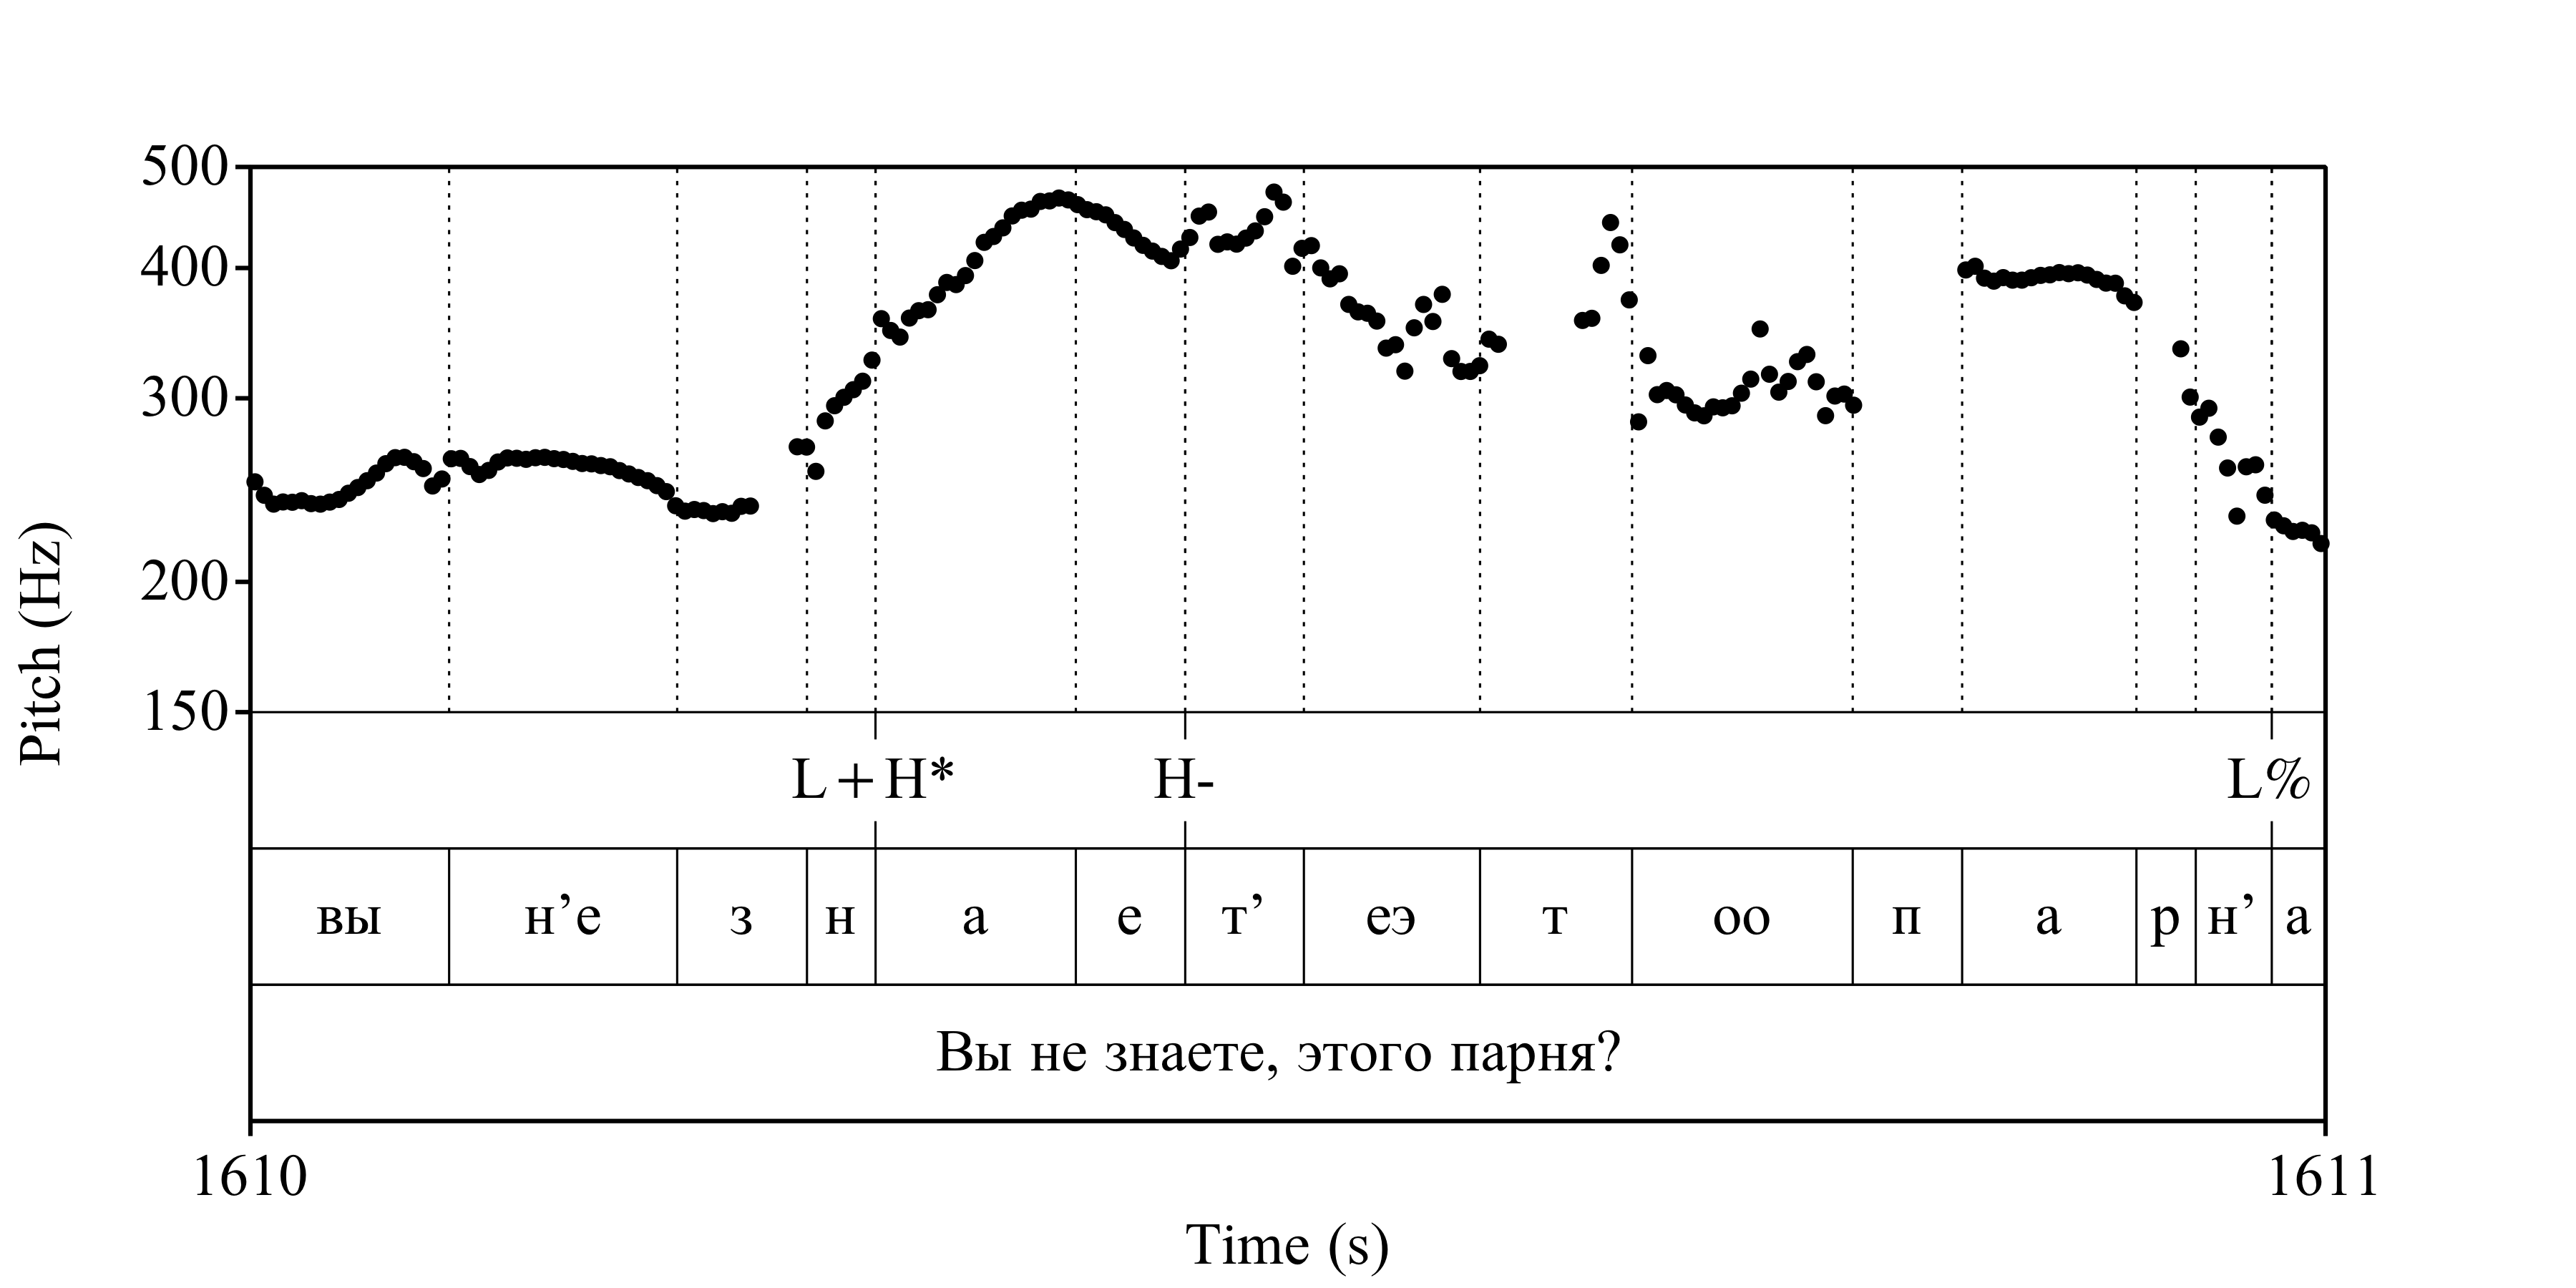 500
400
300
200
150
Pitch (Hz)
L+H* H- L%
вы н’е з н а е т’ еэ т оо п а р н’ а
Вы не знаете, этого парня?
1610 1611
Time (s)